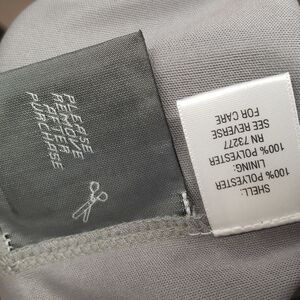 PLEASE
REMOVE
AFTER
PURCHASE
SHELL:
100% POLYESTER
LINING:
100% POLYESTER
RN 73277
SEE REVERSE
FOR CARE